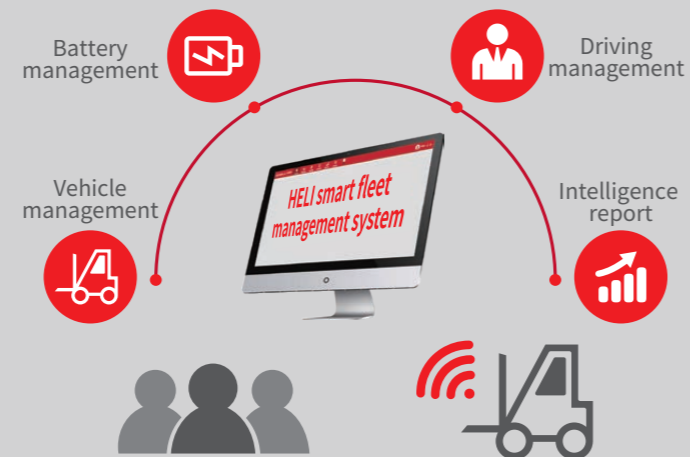 Battery
management
Driving
management
HELI smart fleet
management system
Vehicle
management
Intelligence
report